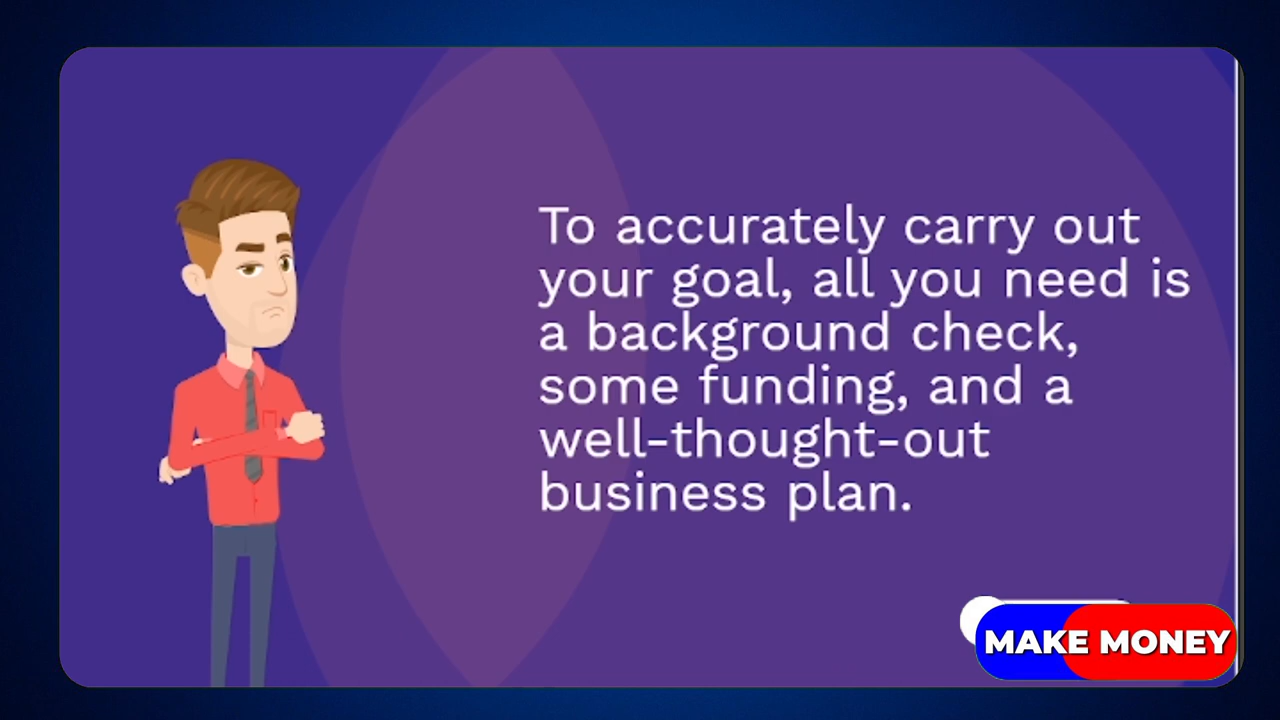 To accurately carry out
your goal, all you need is
a background check,
some funding, and a
well-thought-out
business plan.
MAKE MONEY